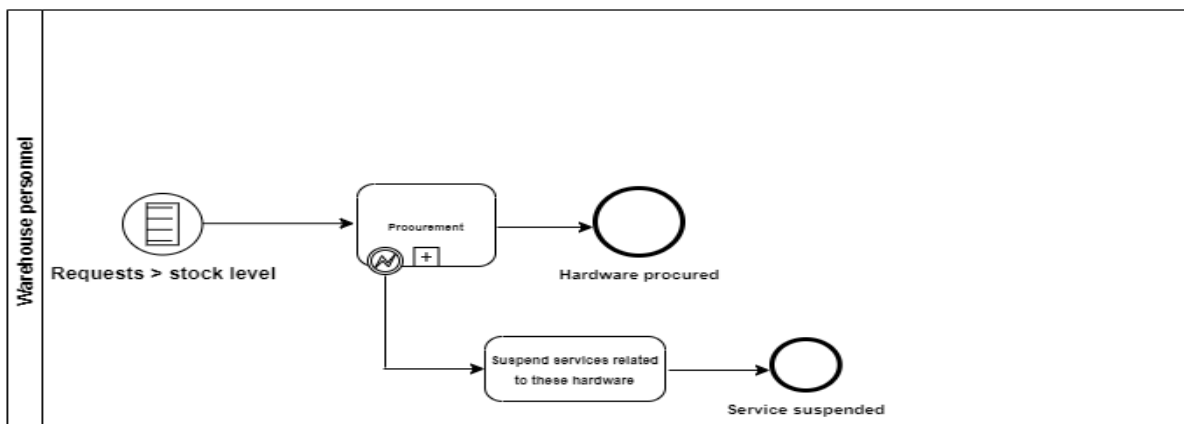 Warehouse personnel
Requests > stock level
Procurement
Hardware procured
Suspend services related
to these hardware
Service suspended